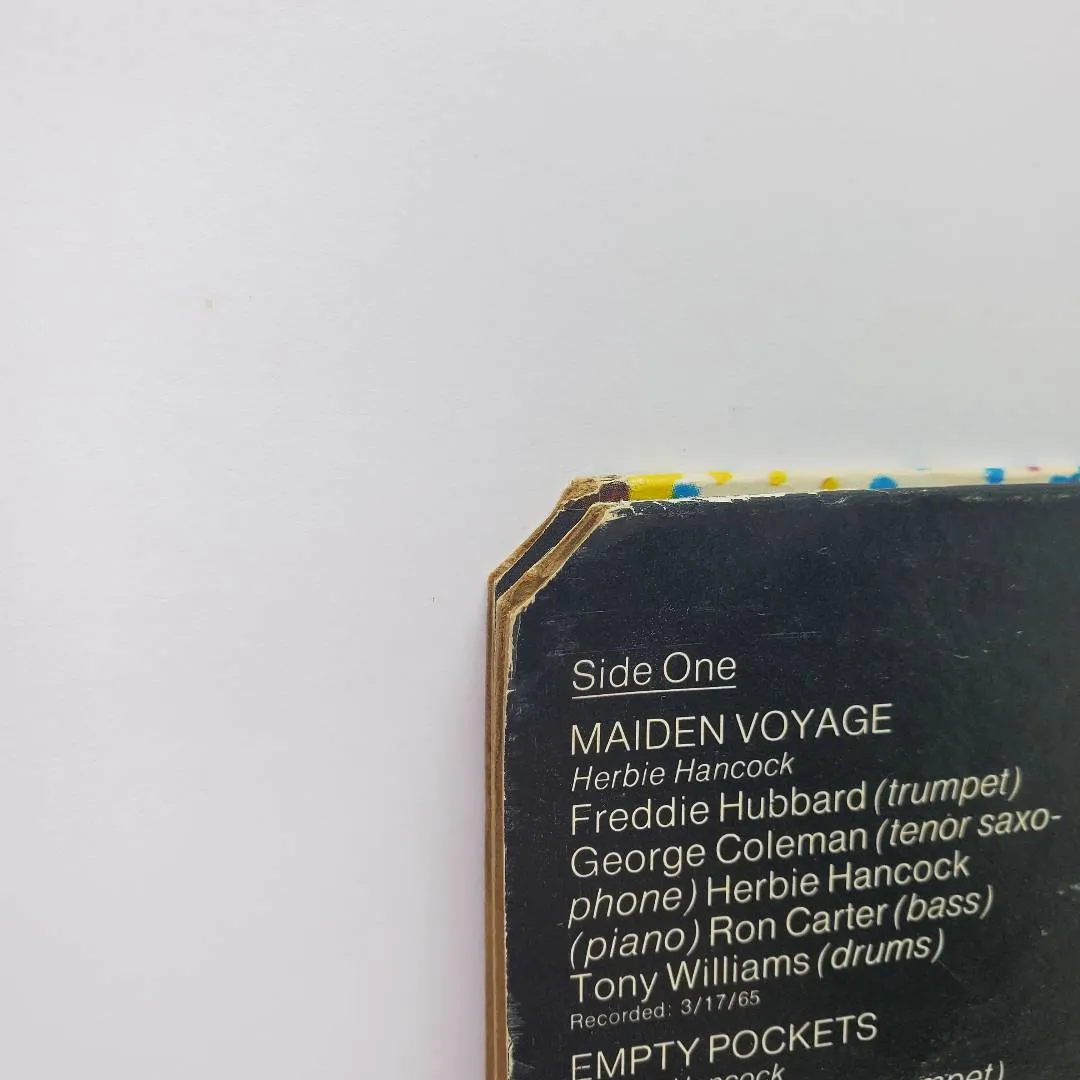 Side One
MAIDEN VOYAGE
Herbie Hancock
Freddie Hubbard (trumpet)
George Coleman (tenor saxo-
phone) Herbie Hancock
(piano) Ron Carter (bass)
Tony Williams (drums)
Recorded: 3/17/65
EMPTY POCKETS